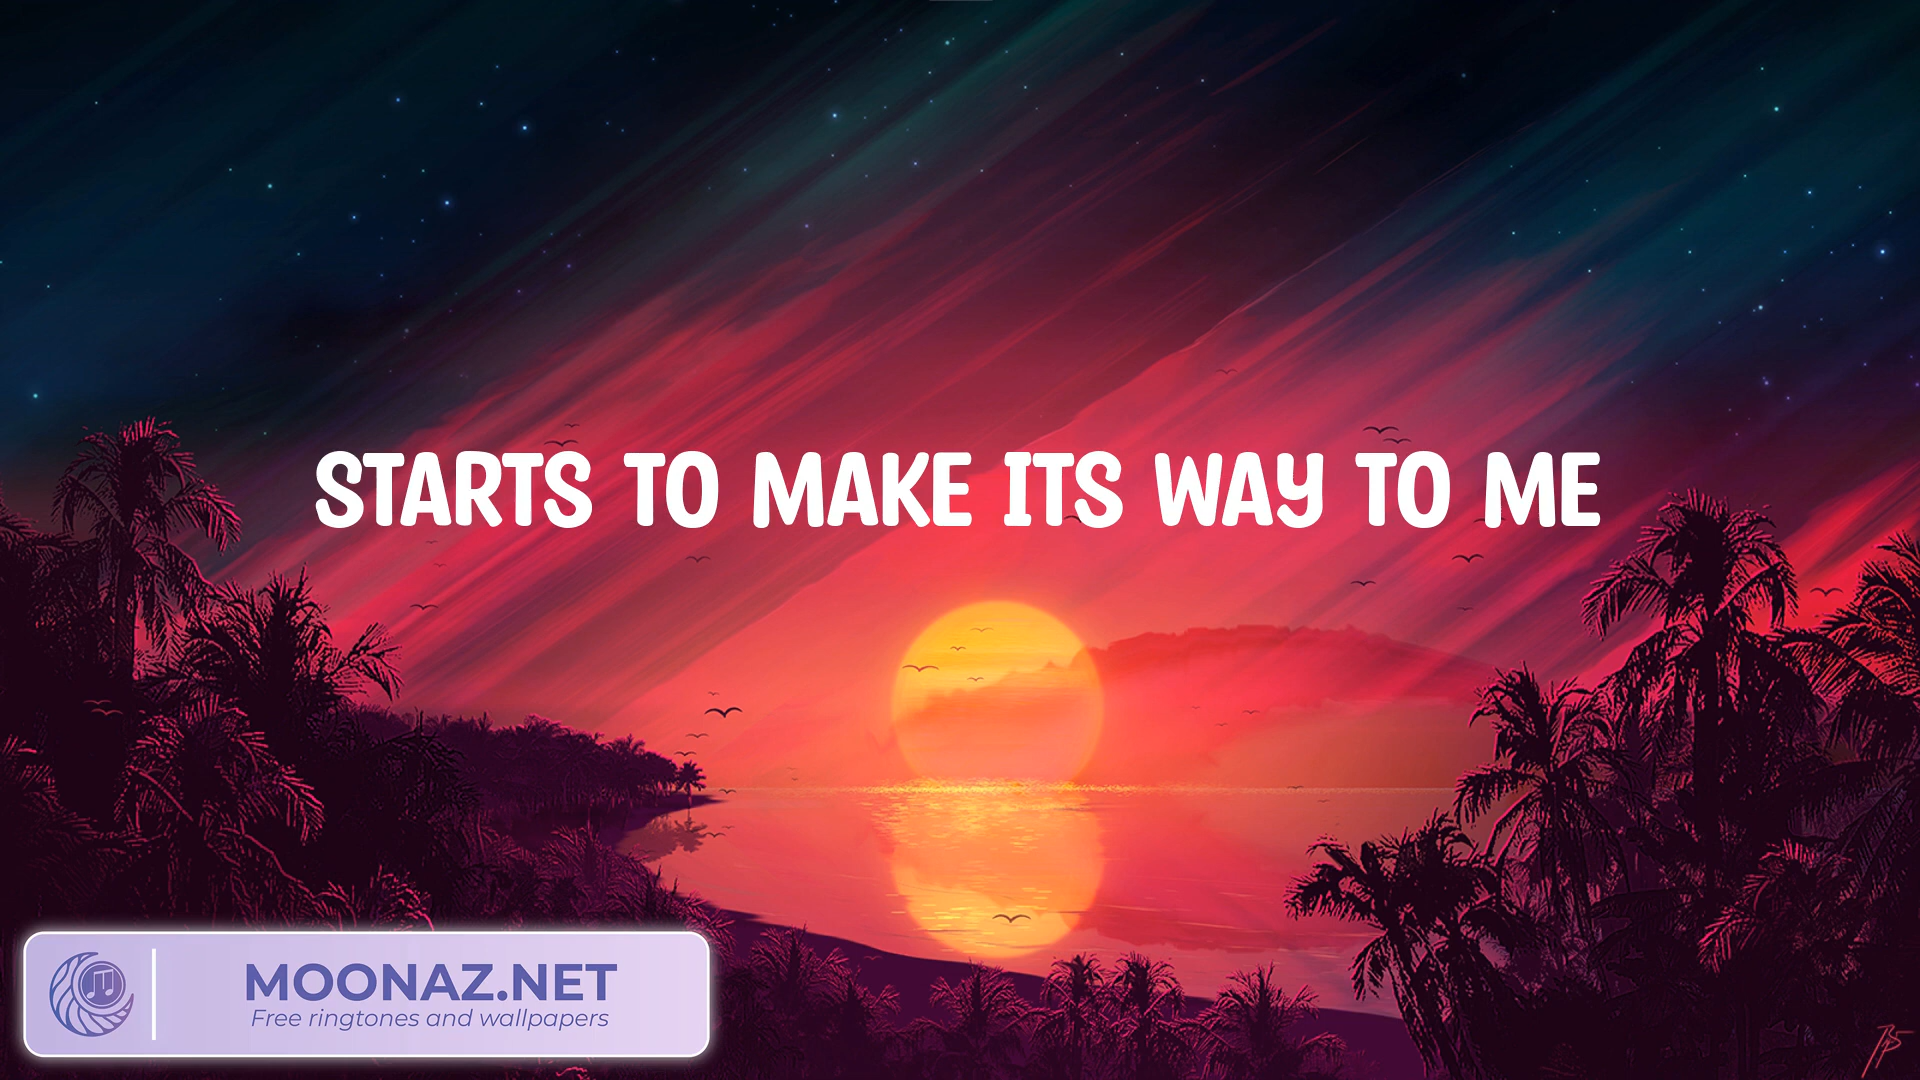 STARTS TO MAKE ITS WAY TO ME
MOONAZ.NET
Free ringtones and wallpapers